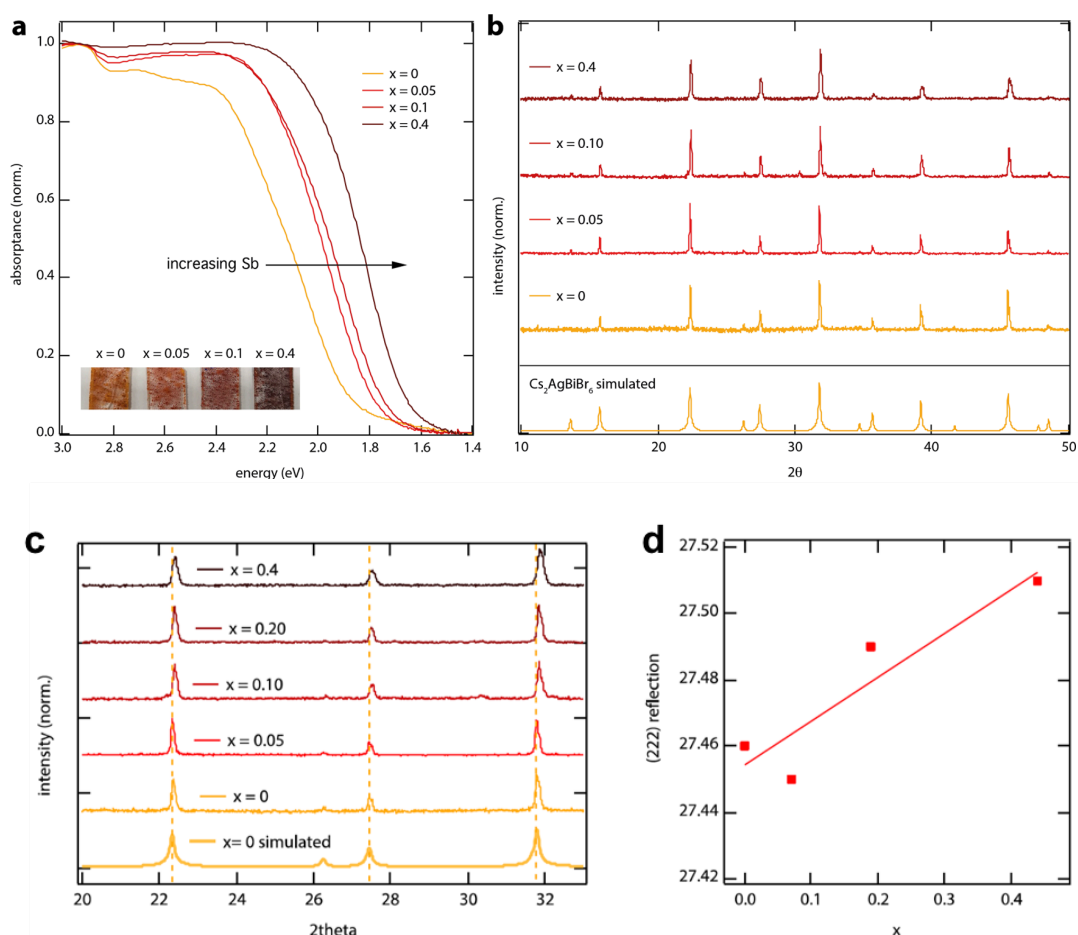 a
absorptance (norm.)
1.0
0.8
0.6
0.4
0.2
0.0
x = 0
x = 0.05
x = 0.1
x = 0.4
increasing Sb
x = 0 x = 0.05 x = 0.1 x = 0.4
3.0 2.8 2.6 2.4 2.2 2.0 1.8 1.6 1.4
energy (eV)
b
intensity (norm.)
x = 0.4
x = 0.10
x = 0.05
x = 0
Cs₂AgBiBr₆ simulated
10 20 30 40 50
2θ
c
intensity (norm.)
x = 0.4
x = 0.20
x = 0.10
x = 0.05
x = 0
x= 0 simulated
20 22 24 26 28 30 32
2theta
d
(222) reflection
27.52
27.50
27.48
27.46
27.44
27.42
0.0 0.1 0.2 0.3 0.4
x